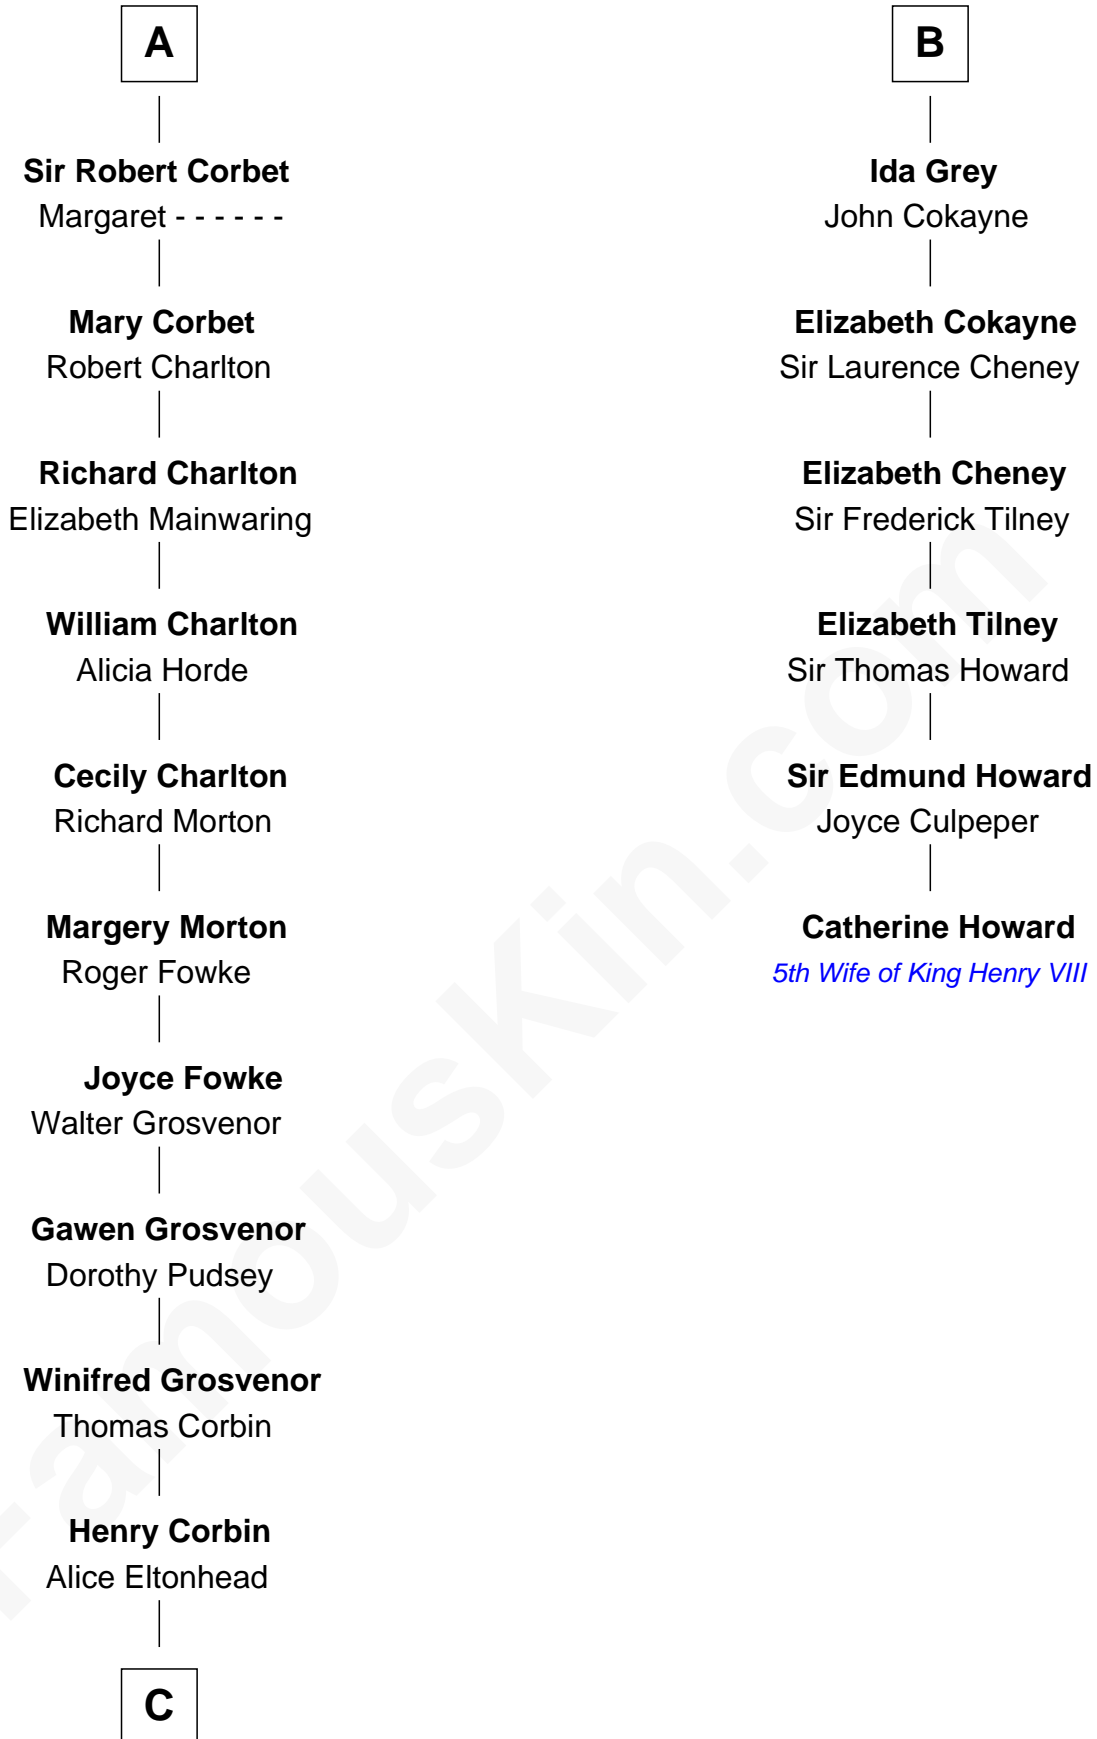 A
Sir Robert Corbet
Margaret - - - - - -
Mary Corbet
Robert Charlton
Richard Charlton
Elizabeth Mainwaring
William Charlton
Alicia Horde
Cecily Charlton
Richard Morton
Margery Morton
Roger Fowke
Joyce Fowke
Walter Grosvenor
Gawen Grosvenor
Dorothy Pudsey
Winifred Grosvenor
Thomas Corbin
Henry Corbin
Alice Eltonhead
C
B
Ida Grey
John Cokayne
Elizabeth Cokayne
Sir Laurence Cheney
Elizabeth Cheney
Sir Frederick Tilney
Elizabeth Tilney
Sir Thomas Howard
Sir Edmund Howard
Joyce Culpeper
Catherine Howard
5th Wife of King Henry VIII
FamousKin.com